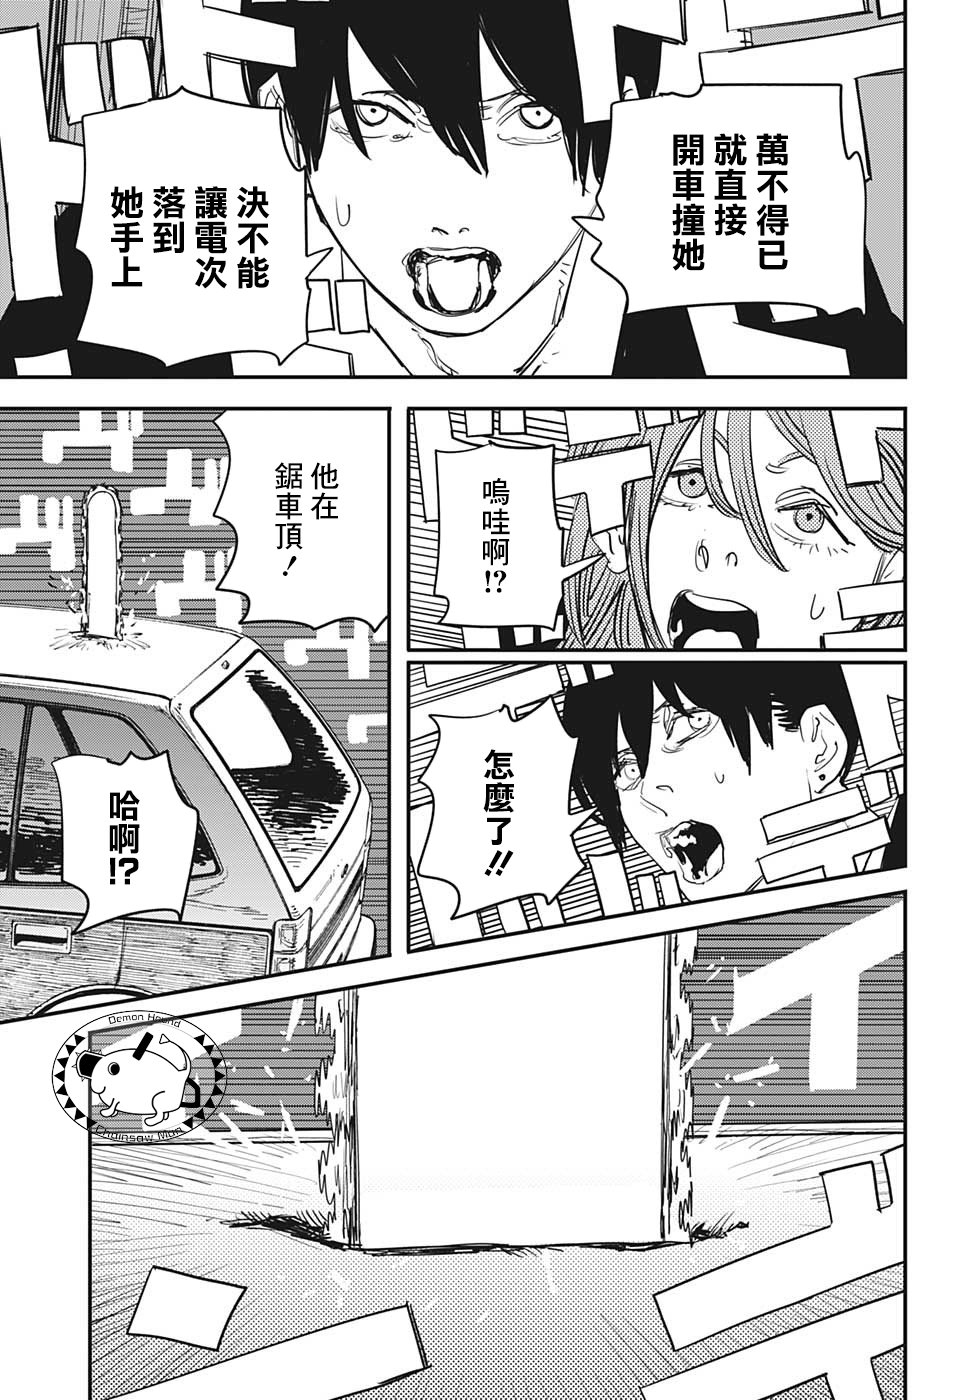 萬不得已
就直接
開車撞她
決不能
讓電次
落到
她手上
嗚哇啊!?
怎麼了!!
他在
鋸車頂!
哈啊!?
Demon Hound
Chainsaw Man